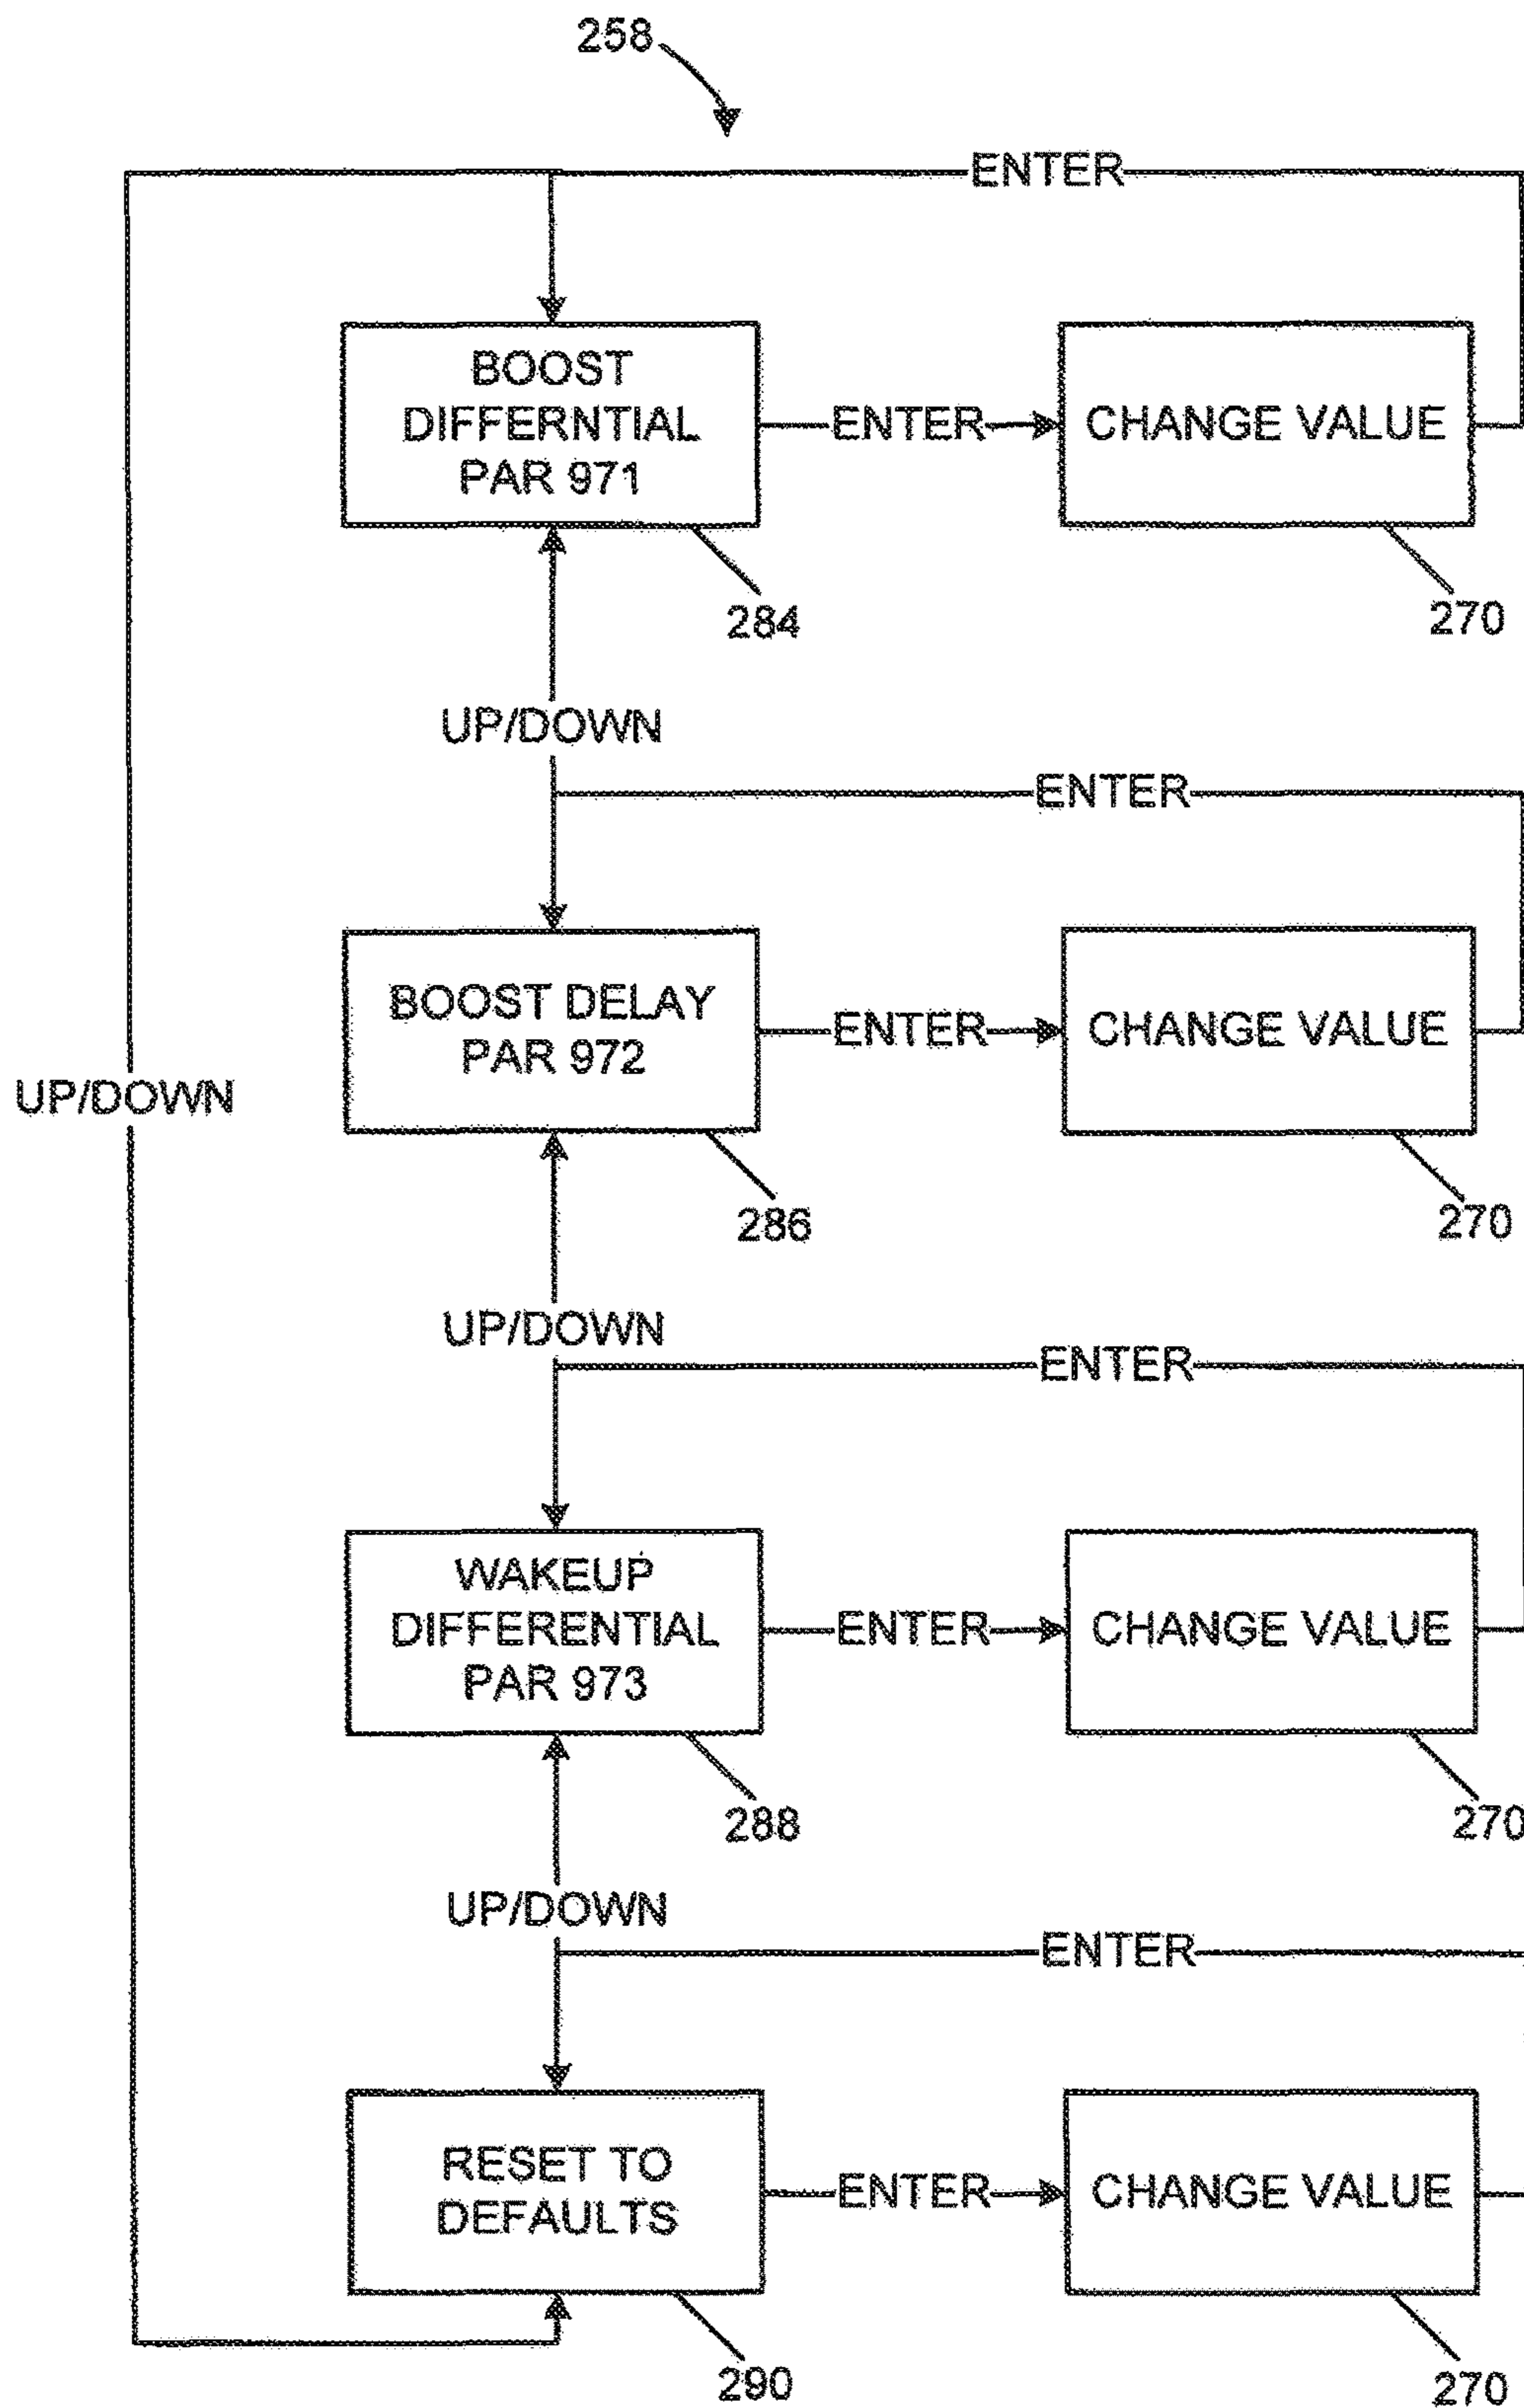 258
ENTER
BOOST
DIFFERNTIAL
PAR 971
ENTER
CHANGE VALUE
284
270
UP/DOWN
ENTER
BOOST DELAY
PAR 972
ENTER
CHANGE VALUE
UP/DOWN
286
270
UP/DOWN
ENTER
WAKEUP
DIFFERENTIAL
PAR 973
ENTER
CHANGE VALUE
288
270
UP/DOWN
ENTER
RESET TO
DEFAULTS
ENTER
CHANGE VALUE
290
270